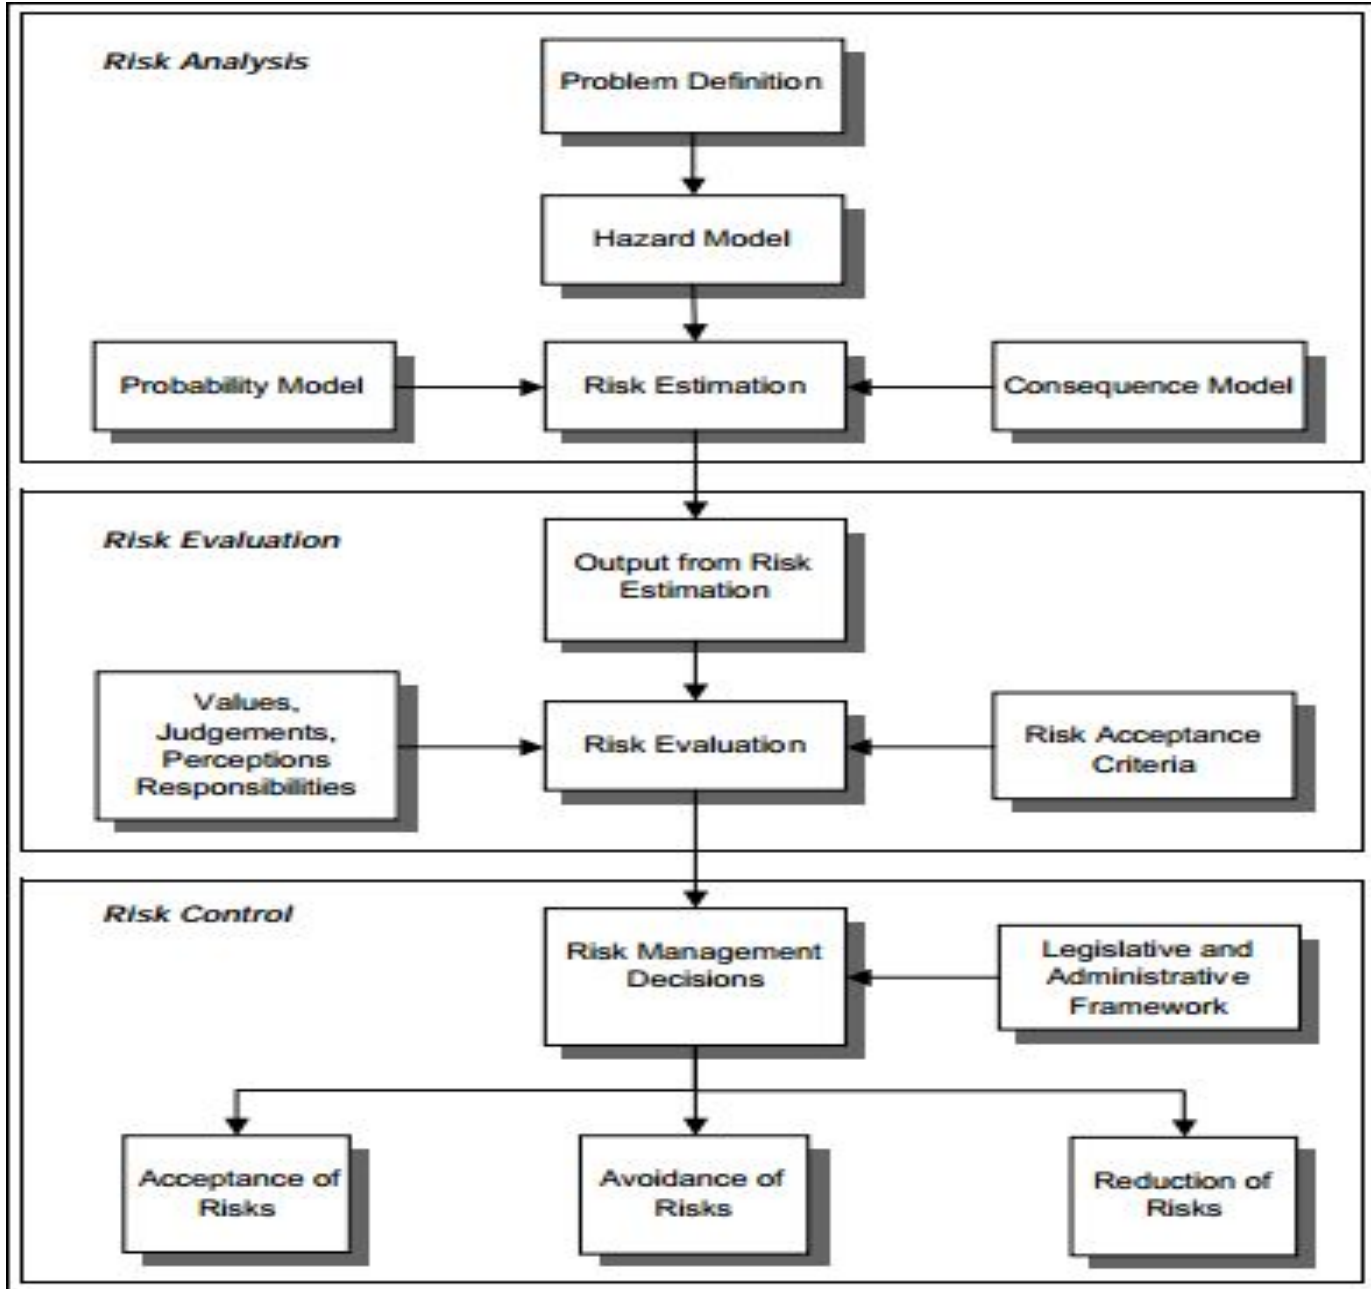 Risk Analysis
Problem Definition
Hazard Model
Probability Model
Risk Estimation
Consequence Model
Risk Evaluation
Output from Risk
Estimation
Values,
Judgements,
Perceptions
Responsibilities
Risk Evaluation
Risk Acceptance
Criteria
Risk Control
Risk Management
Decisions
Legislative and
Administrative
Framework
Acceptance of
Risks
Avoidance of
Risks
Reduction of
Risks